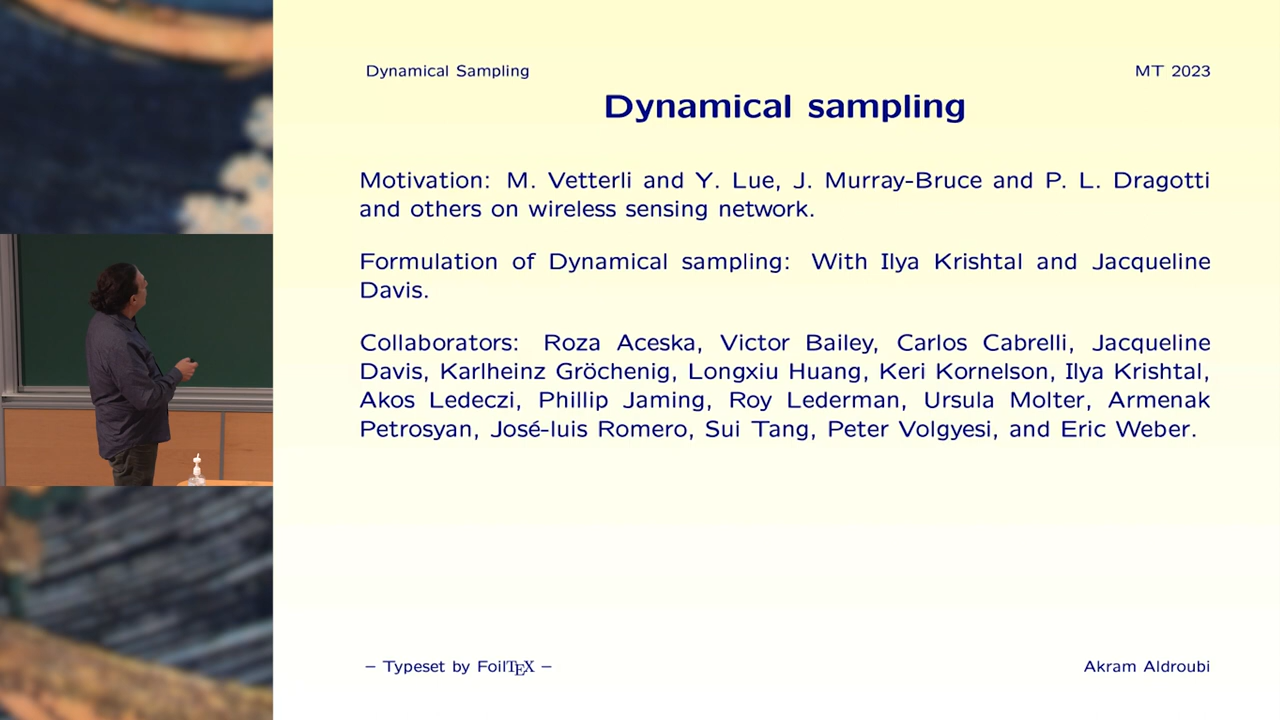 Dynamical Sampling MT 2023
Dynamical sampling
Motivation: M. Vetterli and Y. Lue, J. Murray-Bruce and P. L. Dragotti
and others on wireless sensing network.
Formulation of Dynamical sampling: With Ilya Krishtal and Jacqueline
Davis.
Collaborators: Roza Aceska, Victor Bailey, Carlos Cabrelli, Jacqueline
Davis, Karlheinz Gröchenig, Longxiu Huang, Keri Kornelson, Ilya Krishtal,
Akos Ledeczi, Phillip Jaming, Roy Lederman, Ursula Molter, Armenak
Petrosyan, José-luis Romero, Sui Tang, Peter Volgyesi, and Eric Weber.
– Typeset by FoilTEX – Akram Aldroubi